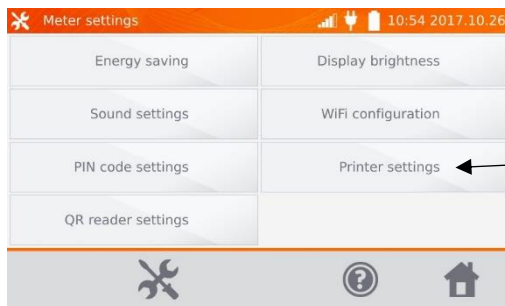 Meter settings 10:54 2017.10.26
Energy saving Display brightness
Sound settings WiFi configuration
PIN code settings Printer settings
QR reader settings
?